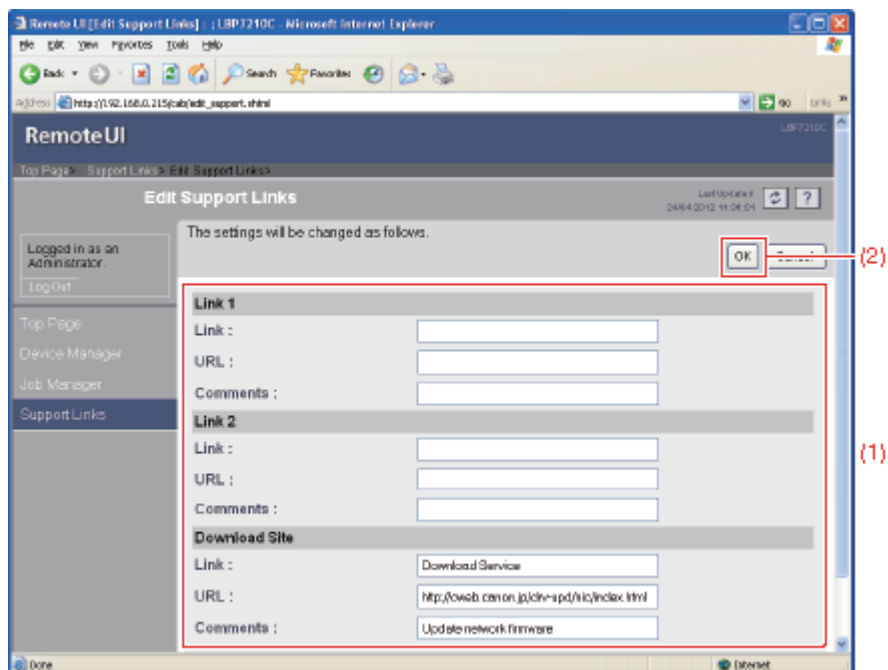 Remote UI [Edit Support Links] : ; LBP7210C - Microsoft Internet Explorer
File Edit View Favorites Tools Help
Back Search Favorites
Address http://192.168.0.215/cab/edit_support.shtml Go Links »
RemoteUI
LBP7210C
Top Page> Support Links> Edit Support Links>
Edit Support Links
Last Updated
24/04/2012 11:36:01
?
The settings will be changed as follows.
Logged in as an
Administrator.
OK
(2)
Log Out
Link 1
Link :
Top Page
URL :
Device Manager
Comments :
Job Manager
Support Links
Link 2
Link :
(1)
URL :
Comments :
Download Site
Link : Download Service
URL : http://cweb.canon.jp/drv-upd/nic/index.html
Comments : Update network firmware
Done Internet